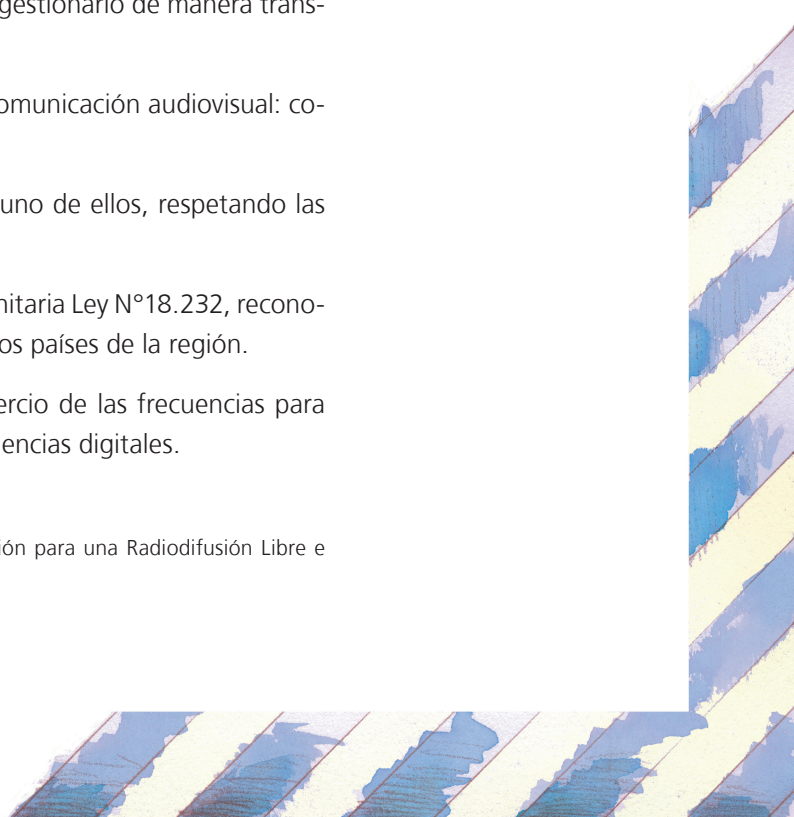 gestionario de manera trans-
omunicación audiovisual: co-
uno de ellos, respetando las
nitaria Ley N°18.232, recono-
os países de la región.
ercio de las frecuencias para
encias digitales.
ión para una Radiodifusión Libre e